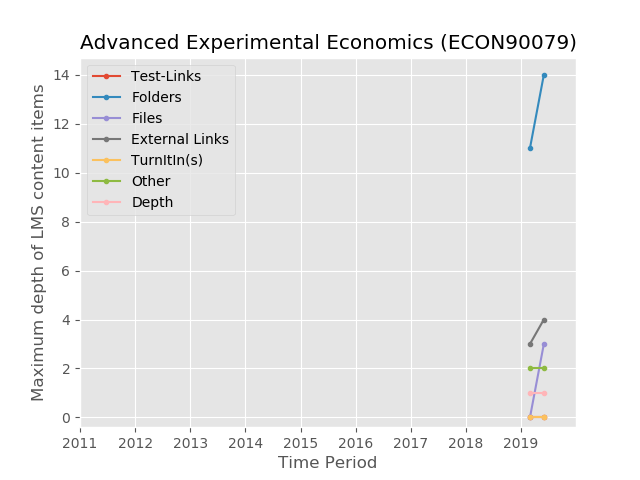 Advanced Experimental Economics (ECON90079)
Test-Links
Folders
Files
External Links
TurnItIn(s)
Other
Depth
Maximum depth of LMS content items
14
12
10
8
6
4
2
0
2011 2012 2013 2014 2015 2016 2017 2018 2019
Time Period